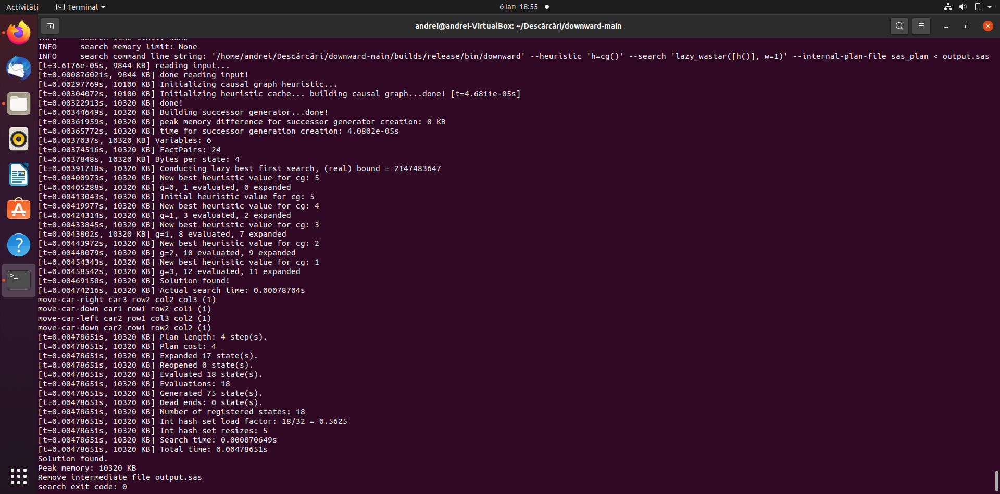 Activități
Terminal
6 ian 18:55
andrei@andrei-VirtualBox: ~/Descărcări/downward-main
INFO     search time limit: None
INFO     search memory limit: None
INFO     search command line string: '/home/andrei/Descărcări/downward-main/builds/release/bin/downward' --heuristic 'h=cg()' --search 'lazy_wastar([h()], w=1)' --internal-plan-file sas_plan < output.sas
[t=3.6176e-05s, 9844 KB] reading input...
[t=0.000876021s, 9844 KB] done reading input!
[t=0.00297769s, 10100 KB] Initializing causal graph heuristic...
[t=0.00304072s, 10100 KB] Initializing heuristic cache... building causal graph...done! [t=4.6811e-05s]
[t=0.00322913s, 10320 KB] done!
[t=0.00344649s, 10320 KB] Building successor generator...done!
[t=0.00361959s, 10320 KB] peak memory difference for successor generator creation: 0 KB
[t=0.00365772s, 10320 KB] time for successor generation creation: 4.0802e-05s
[t=0.0037037s, 10320 KB] Variables: 6
[t=0.00374516s, 10320 KB] FactPairs: 24
[t=0.0037848s, 10320 KB] Bytes per state: 4
[t=0.00391718s, 10320 KB] Conducting lazy best first search, (real) bound = 2147483647
[t=0.00400973s, 10320 KB] New best heuristic value for cg: 5
[t=0.00405288s, 10320 KB] g=0, 1 evaluated, 0 expanded
[t=0.00413043s, 10320 KB] Initial heuristic value for cg: 5
[t=0.00419977s, 10320 KB] New best heuristic value for cg: 4
[t=0.00424314s, 10320 KB] g=1, 3 evaluated, 2 expanded
[t=0.00433845s, 10320 KB] New best heuristic value for cg: 3
[t=0.0043802s, 10320 KB] g=1, 8 evaluated, 7 expanded
[t=0.00443972s, 10320 KB] New best heuristic value for cg: 2
[t=0.00448079s, 10320 KB] g=2, 10 evaluated, 9 expanded
[t=0.00454343s, 10320 KB] New best heuristic value for cg: 1
[t=0.00458542s, 10320 KB] g=3, 12 evaluated, 11 expanded
[t=0.00469158s, 10320 KB] Solution found!
[t=0.00474216s, 10320 KB] Actual search time: 0.00078704s
move-car-right car3 row2 col2 col3 (1)
move-car-down car1 row1 row2 col1 (1)
move-car-left car2 row1 col3 col2 (1)
move-car-down car2 row1 row2 col2 (1)
[t=0.00478651s, 10320 KB] Plan length: 4 step(s).
[t=0.00478651s, 10320 KB] Plan cost: 4
[t=0.00478651s, 10320 KB] Expanded 17 state(s).
[t=0.00478651s, 10320 KB] Reopened 0 state(s).
[t=0.00478651s, 10320 KB] Evaluated 18 state(s).
[t=0.00478651s, 10320 KB] Evaluations: 18
[t=0.00478651s, 10320 KB] Generated 75 state(s).
[t=0.00478651s, 10320 KB] Dead ends: 0 state(s).
[t=0.00478651s, 10320 KB] Number of registered states: 18
[t=0.00478651s, 10320 KB] Int hash set load factor: 18/32 = 0.5625
[t=0.00478651s, 10320 KB] Int hash set resizes: 5
[t=0.00478651s, 10320 KB] Search time: 0.000870649s
[t=0.00478651s, 10320 KB] Total time: 0.00478651s
Solution found.
Peak memory: 10320 KB
Remove intermediate file output.sas
search exit code: 0